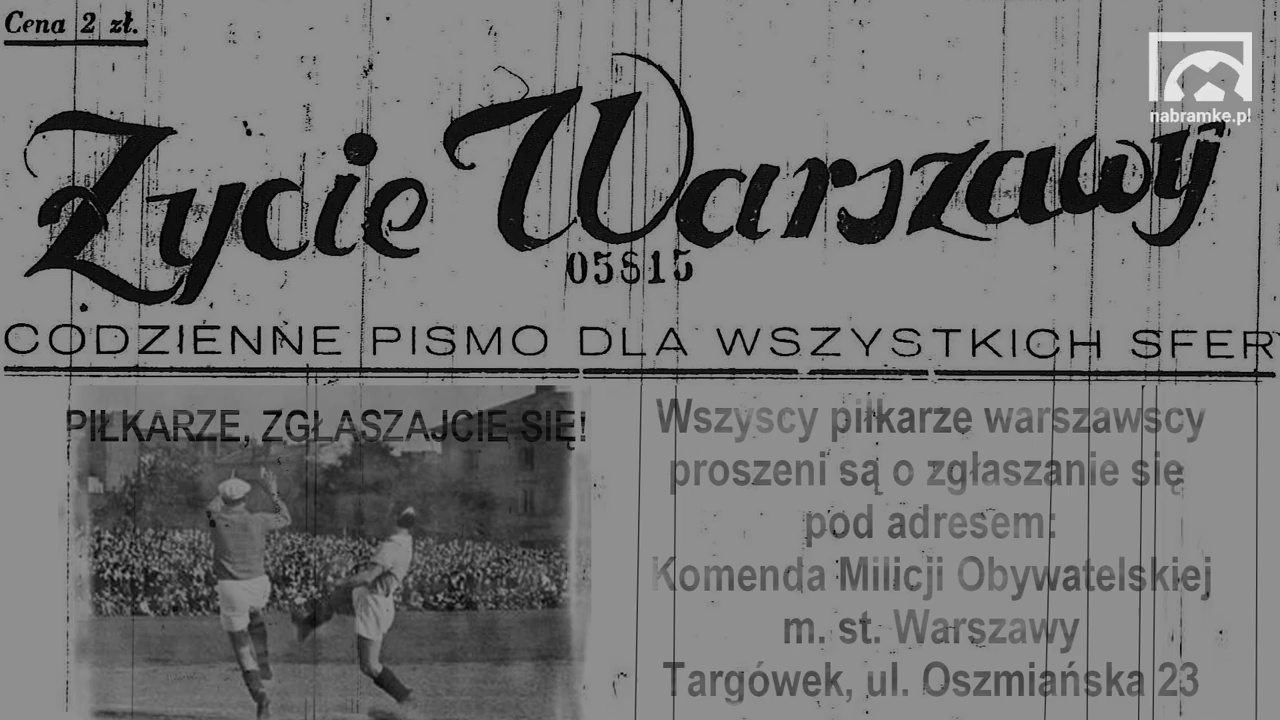 Cena 2 zł.
nabramke.pl
Życie Warszawy
05$15
CODZIENNE PISMO DLA WSZYSTKICH SFER
PIŁKARZE, ZGŁASZAJCIE SIĘ!
Wszyscy piłkarze warszawscy
proszeni są o zgłaszanie się
pod adresem:
Komenda Milicji Obywatelskiej
m. st. Warszawy
Targówek, ul. Oszmiańska 23